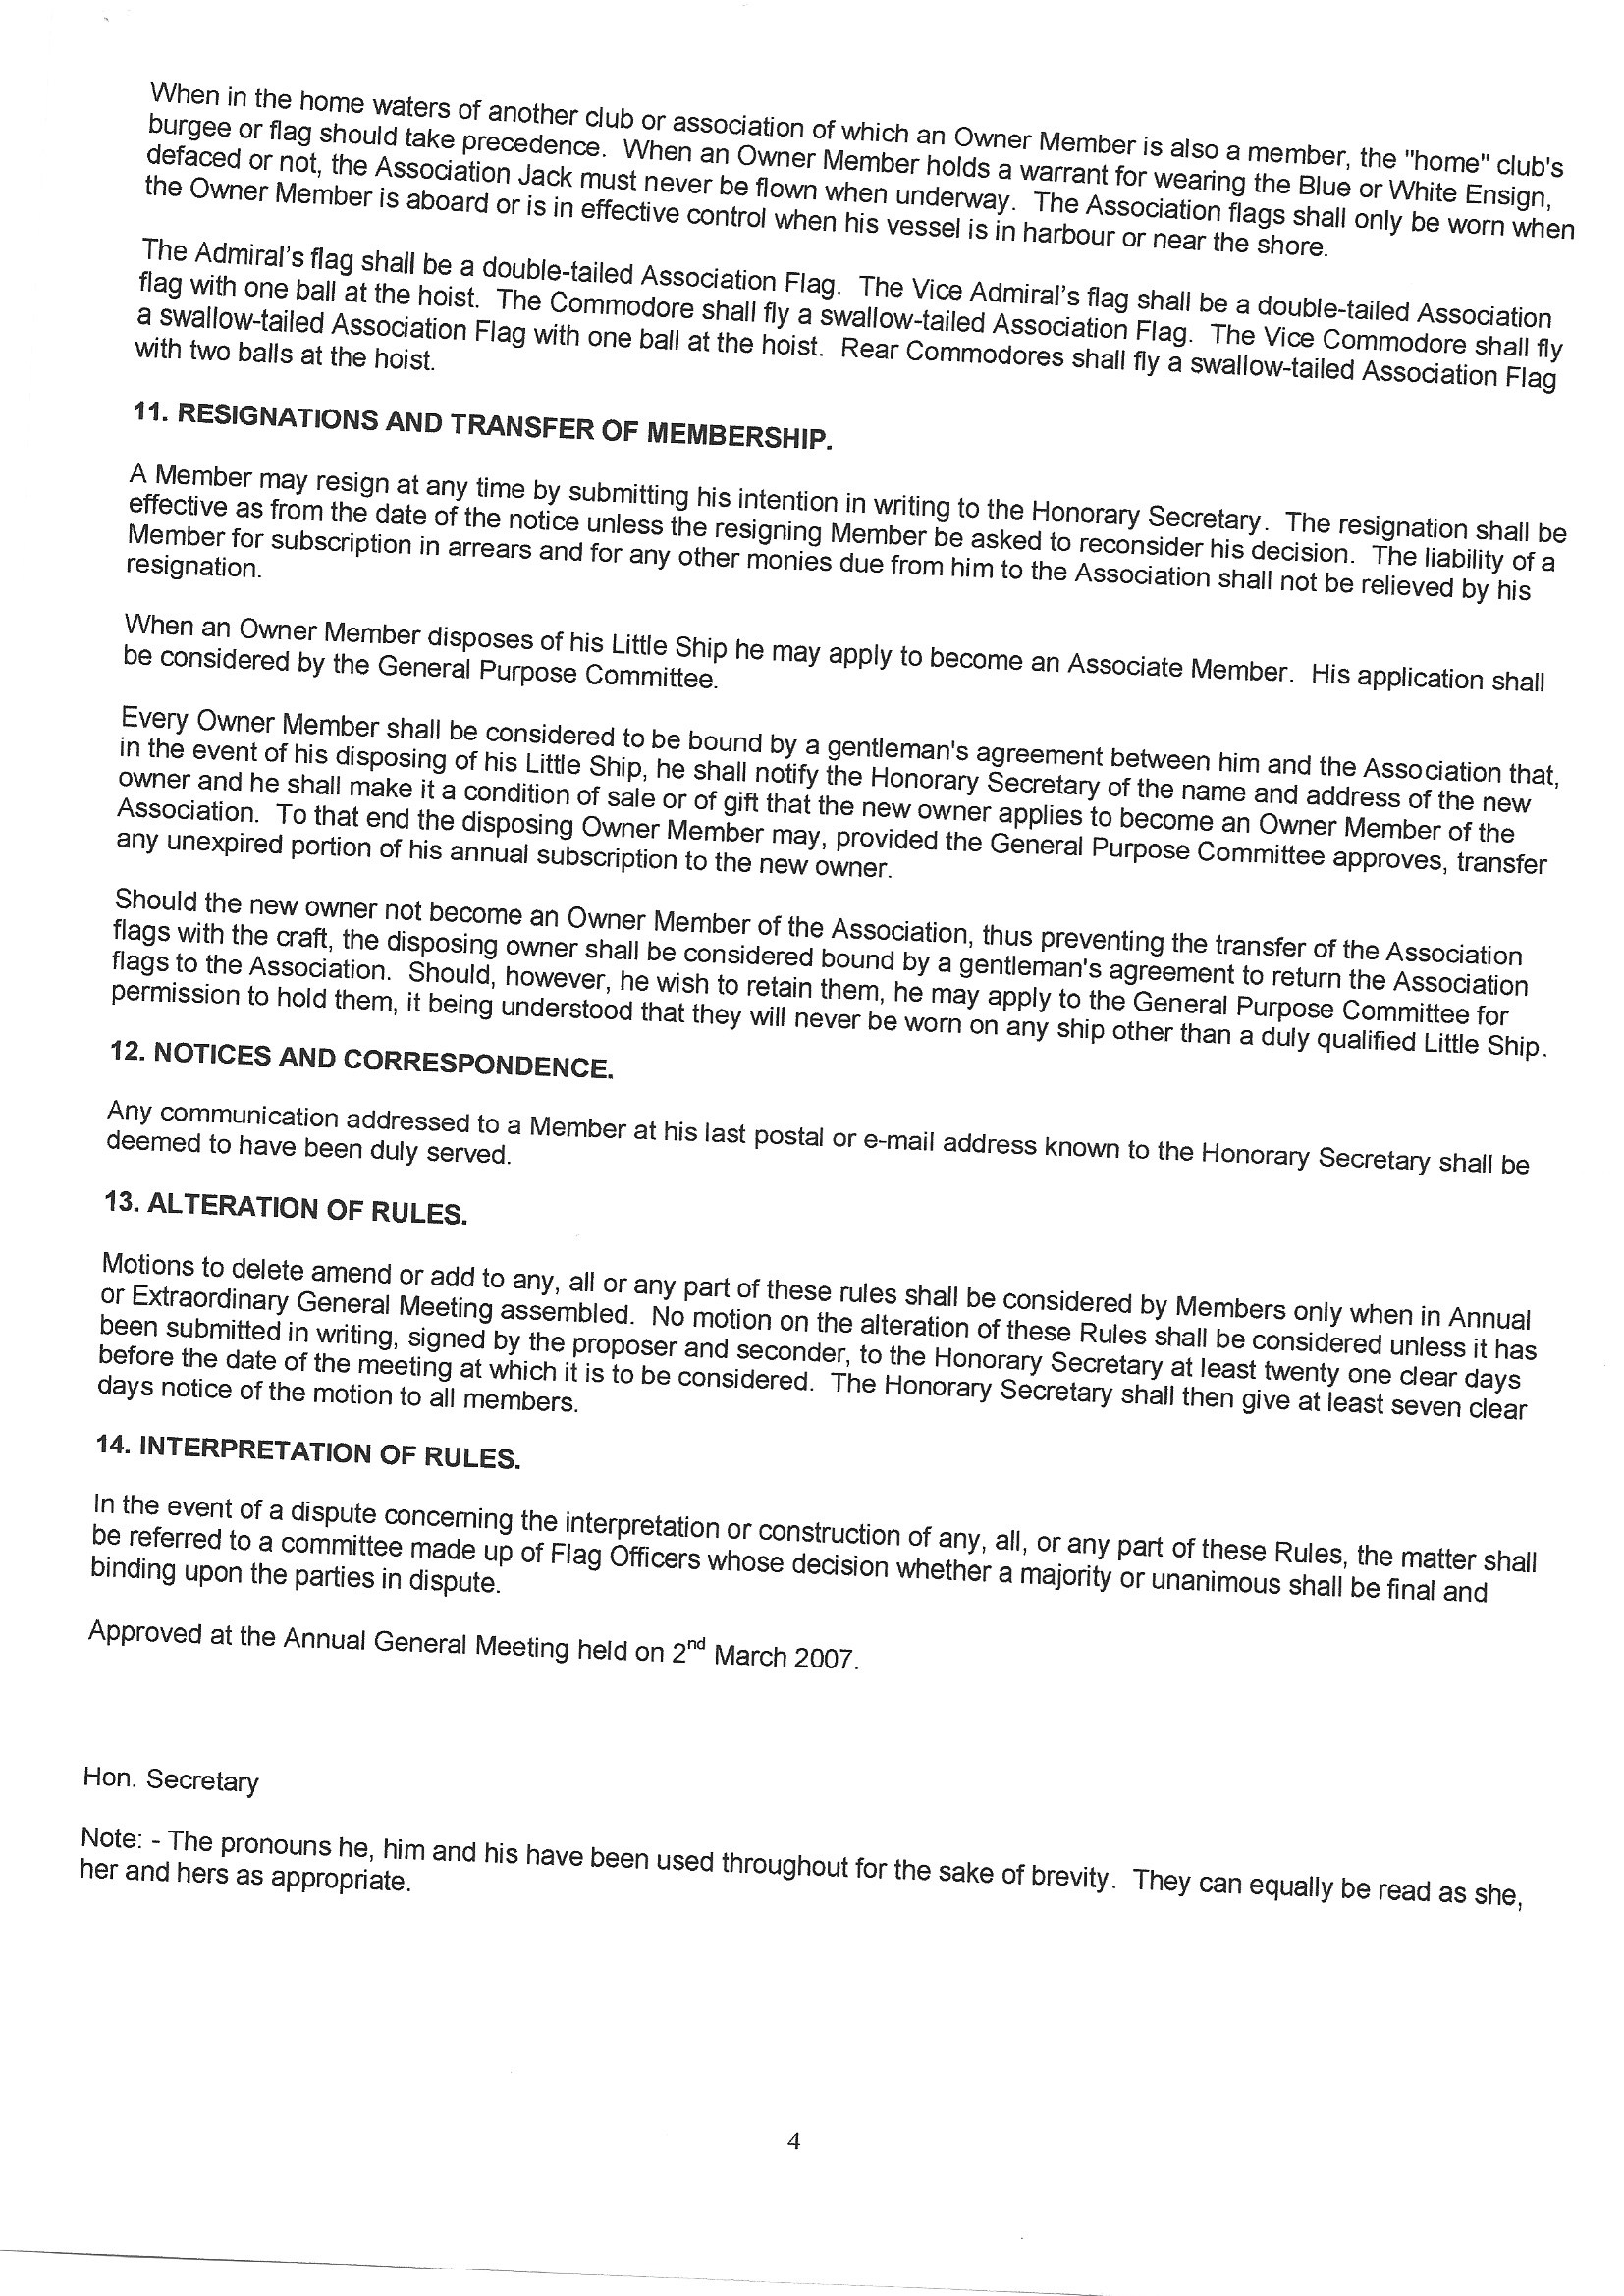 When in the home waters of another club or association of which an Owner Member is also a member, the "home" club's
burgee or flag should take precedence.  When an Owner Member holds a warrant for wearing the Blue or White Ensign,
defaced or not, the Association Jack must never be flown when underway.  The Association flags shall only be worn when
the Owner Member is aboard or is in effective control when his vessel is in harbour or near the shore.
The Admiral's flag shall be a double-tailed Association Flag.  The Vice Admiral's flag shall be a double-tailed Association
flag with one ball at the hoist.  The Commodore shall fly a swallow-tailed Association Flag.  The Vice Commodore shall fly
a swallow-tailed Association Flag with one ball at the hoist.  Rear Commodores shall fly a swallow-tailed Association Flag
with two balls at the hoist.
11. RESIGNATIONS AND TRANSFER OF MEMBERSHIP.
A Member may resign at any time by submitting his intention in writing to the Honorary Secretary.  The resignation shall be
effective as from the date of the notice unless the resigning Member be asked to reconsider his decision.  The liability of a
Member for subscription in arrears and for any other monies due from him to the Association shall not be relieved by his
resignation.
When an Owner Member disposes of his Little Ship he may apply to become an Associate Member.  His application shall
be considered by the General Purpose Committee.
Every Owner Member shall be considered to be bound by a gentleman's agreement between him and the Association that,
in the event of his disposing of his Little Ship, he shall notify the Honorary Secretary of the name and address of the new
owner and he shall make it a condition of sale or of gift that the new owner applies to become an Owner Member of the
Association.  To that end the disposing Owner Member may, provided the General Purpose Committee approves, transfer
any unexpired portion of his annual subscription to the new owner.
Should the new owner not become an Owner Member of the Association, thus preventing the transfer of the Association
flags with the craft, the disposing owner shall be considered bound by a gentleman's agreement to return the Association
flags to the Association.  Should, however, he wish to retain them, he may apply to the General Purpose Committee for
permission to hold them, it being understood that they will never be worn on any ship other than a duly qualified Little Ship.
12. NOTICES AND CORRESPONDENCE.
Any communication addressed to a Member at his last postal or e-mail address known to the Honorary Secretary shall be
deemed to have been duly served.
13. ALTERATION OF RULES.
Motions to delete amend or add to any, all or any part of these rules shall be considered by Members only when in Annual
or Extraordinary General Meeting assembled.  No motion on the alteration of these Rules shall be considered unless it has
been submitted in writing, signed by the proposer and seconder, to the Honorary Secretary at least twenty one clear days
before the date of the meeting at which it is to be considered.  The Honorary Secretary shall then give at least seven clear
days notice of the motion to all members.
14. INTERPRETATION OF RULES.
In the event of a dispute concerning the interpretation or construction of any, all, or any part of these Rules, the matter shall
be referred to a committee made up of Flag Officers whose decision whether a majority or unanimous shall be final and
binding upon the parties in dispute.
Approved at the Annual General Meeting held on 2nd March 2007.
Hon. Secretary
Note: - The pronouns he, him and his have been used throughout for the sake of brevity.  They can equally be read as she,
her and hers as appropriate.
4